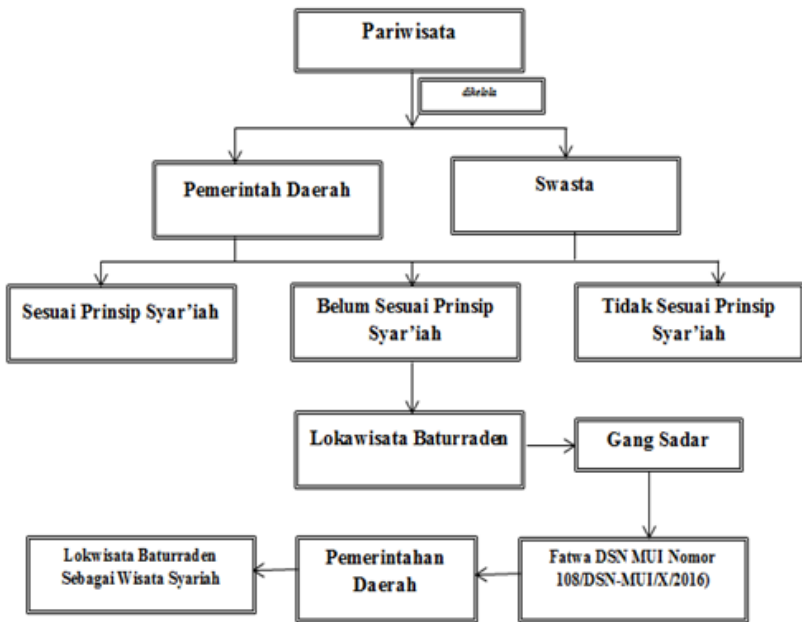 Pariwisata
dikelola
Pemerintah Daerah
Swasta
Sesuai Prinsip Syar'iah
Belum Sesuai Prinsip
Syar'iah
Tidak Sesuai Prinsip
Syar'iah
Lokawisata Baturraden
Gang Sadar
Lokwisata Baturraden
Sebagai Wisata Syariah
Pemerintahan
Daerah
Fatwa DSN MUI Nomor
108/DSN-MUI/X/2016)